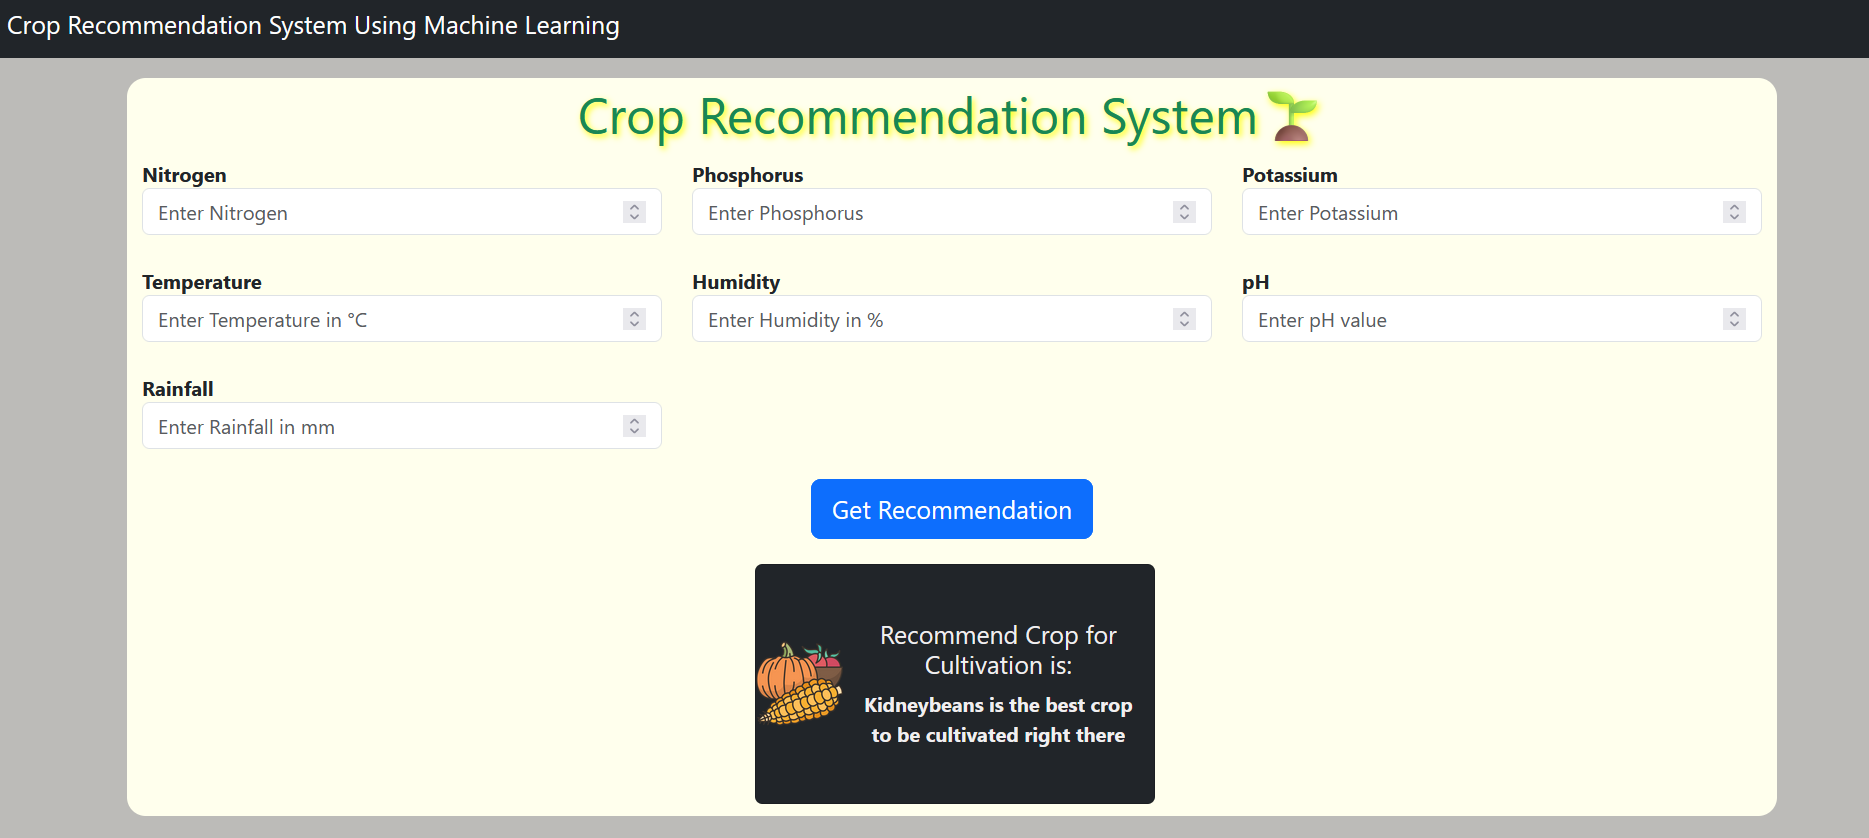 Crop Recommendation System Using Machine Learning
Crop Recommendation System
Nitrogen
Enter Nitrogen
Phosphorus
Enter Phosphorus
Potassium
Enter Potassium
Temperature
Enter Temperature in °C
Humidity
Enter Humidity in %
pH
Enter pH value
Rainfall
Enter Rainfall in mm
Get Recommendation
Recommend Crop for
Cultivation is:
Kidneybeans is the best crop
to be cultivated right there